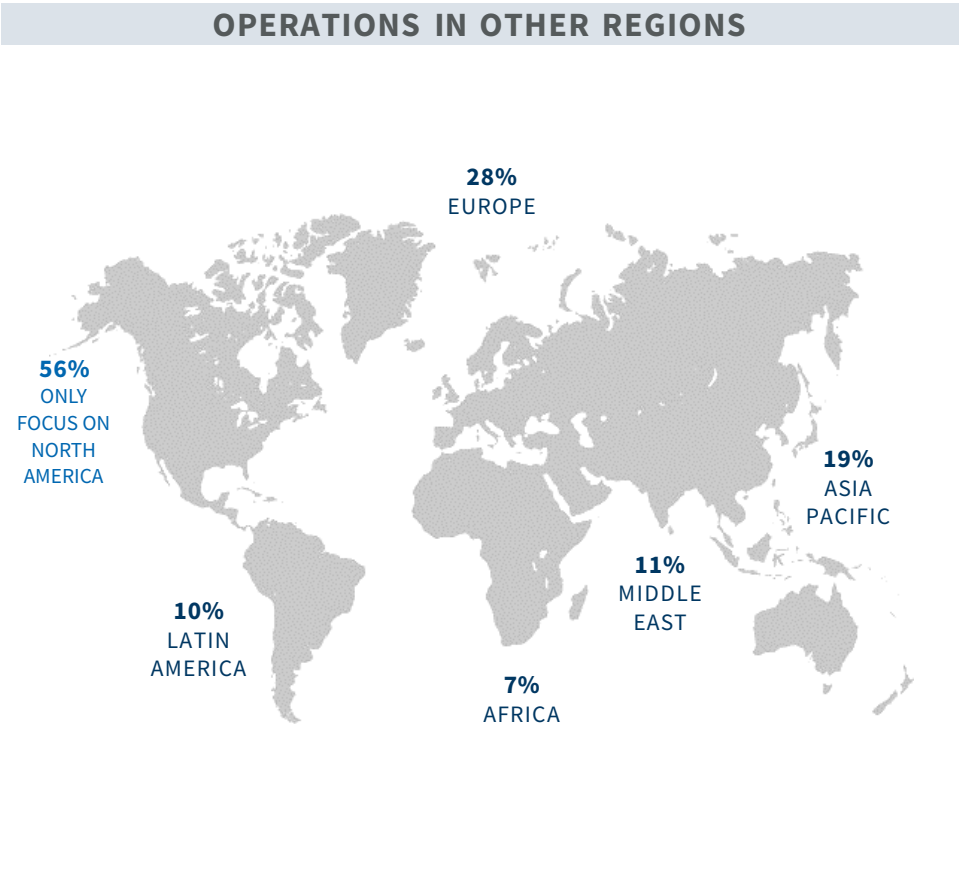 OPERATIONS IN OTHER REGIONS
28%
EUROPE
56%
ONLY
FOCUS ON
NORTH
AMERICA
19%
ASIA
PACIFIC
11%
MIDDLE
EAST
10%
LATIN
AMERICA
7%
AFRICA